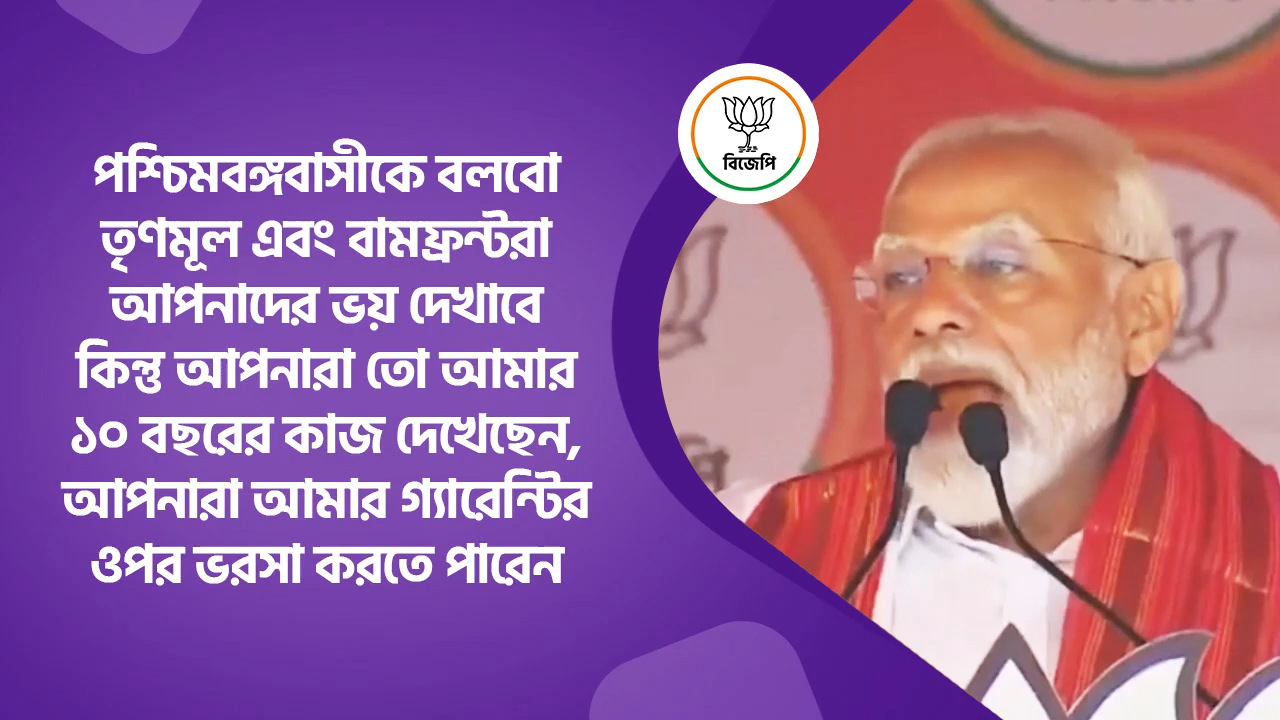 পশ্চিমবঙ্গবাসীকে বলবো
তৃণমূল এবং বামফ্রন্টরা
আপনাদের ভয় দেখাবে
কিন্তু আপনারা তো আমার
১০ বছরের কাজ দেখেছেন,
আপনারা আমার গ্যারেন্টির
ওপর ভরসা করতে পারেন
বিজেপি